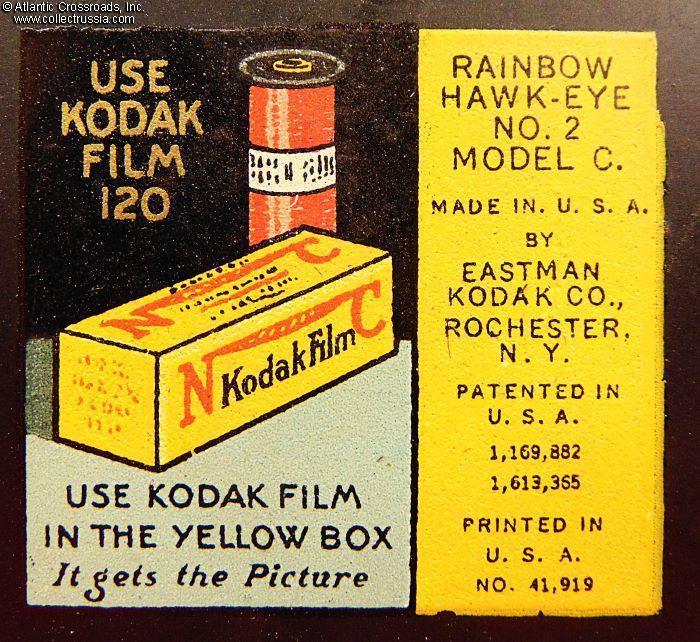 © Atlantic Crossroads, Inc.
www.collectrussia.com
USE
KODAK
FILM
120
N Kodak Film C
N C
USE KODAK FILM
IN THE YELLOW BOX
It gets the Picture
RAINBOW
HAWK-EYE
NO. 2
MODEL C.
MADE IN. U. S. A.
BY
EASTMAN
KODAK CO.,
ROCHESTER,
N. Y.
PATENTED IN
U. S. A.
1,169,882
1,613,365
PRINTED IN
U. S. A.
NO. 41,919